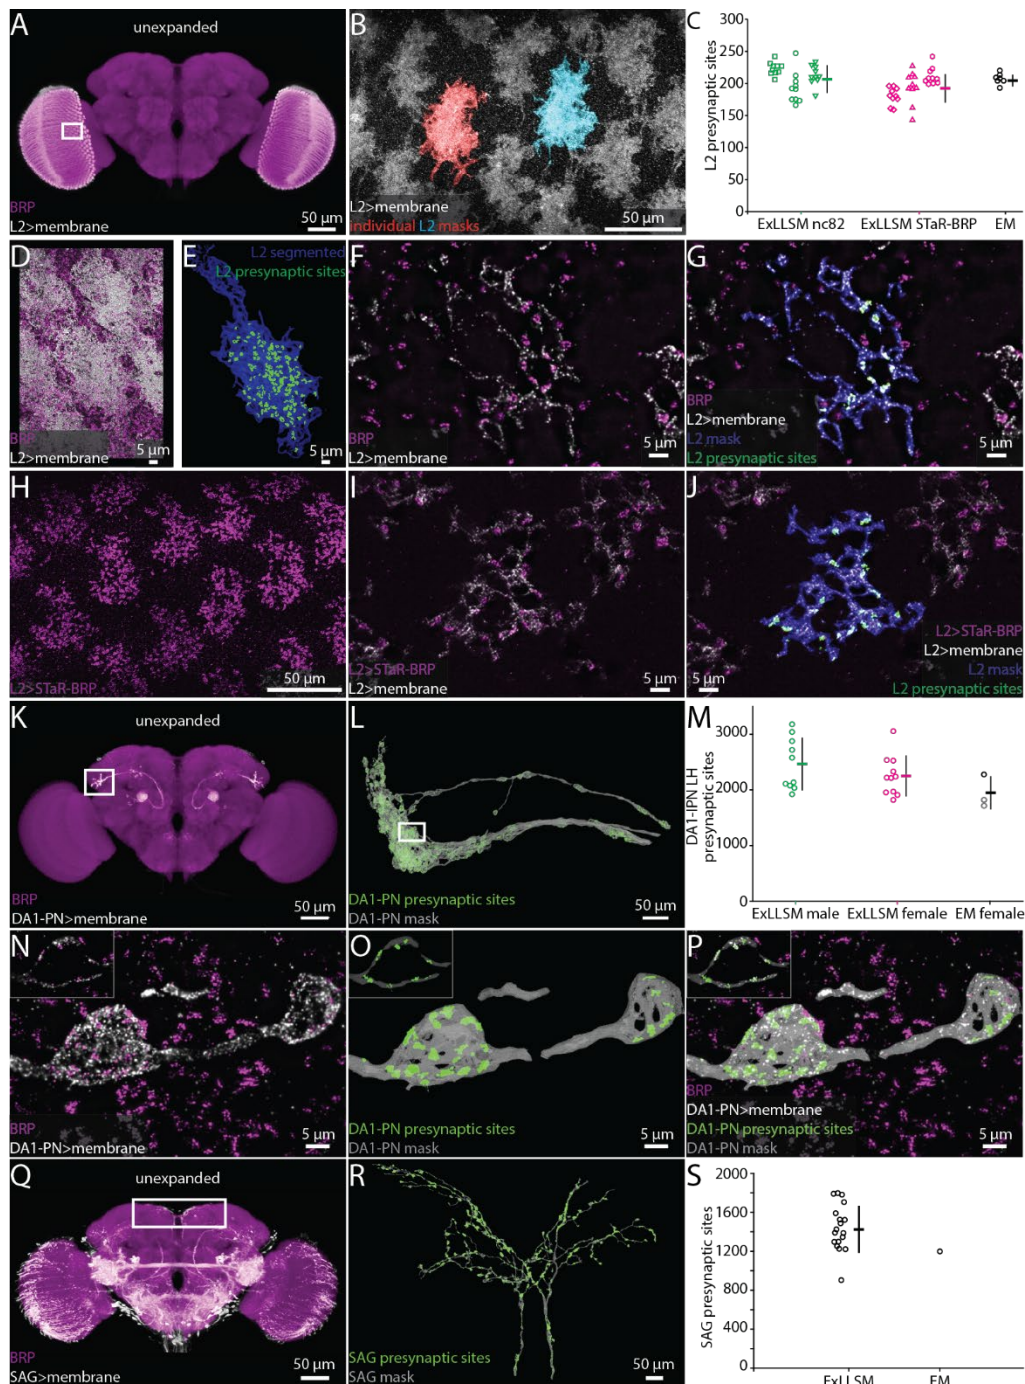 A
unexpanded
BRP
L2>membrane
50 µm
B
L2>membrane
individual L2 masks
50 µm
C
L2 presynaptic sites
300
250
200
150
100
50
0
ExLLSM nc82
ExLLSM STaR-BRP
EM
D
BRP
L2>membrane
5 µm
E
L2 segmented
L2 presynaptic sites
5 µm
F
BRP
L2>membrane
5 µm
G
BRP
L2>membrane
L2 mask
L2 presynaptic sites
5 µm
H
L2>STaR-BRP
50 µm
I
L2>STaR-BRP
L2>membrane
5 µm
J
L2>STaR-BRP
L2>membrane
L2 mask
L2 presynaptic sites
5 µm
K
unexpanded
BRP
DA1-PN>membrane
50 µm
L
DA1-PN presynaptic sites
DA1-PN mask
50 µm
M
DA1-lPN LH
presynaptic sites
3000
2000
1000
0
ExLLSM male
ExLLSM female
EM female
N
BRP
DA1-PN>membrane
5 µm
O
DA1-PN presynaptic sites
DA1-PN mask
5 µm
P
BRP
DA1-PN>membrane
DA1-PN presynaptic sites
DA1-PN mask
5 µm
Q
unexpanded
BRP
SAG>membrane
50 µm
R
SAG presynaptic sites
SAG mask
50 µm
S
SAG presynaptic sites
2000
1600
1200
800
400
0
ExLLSM
EM